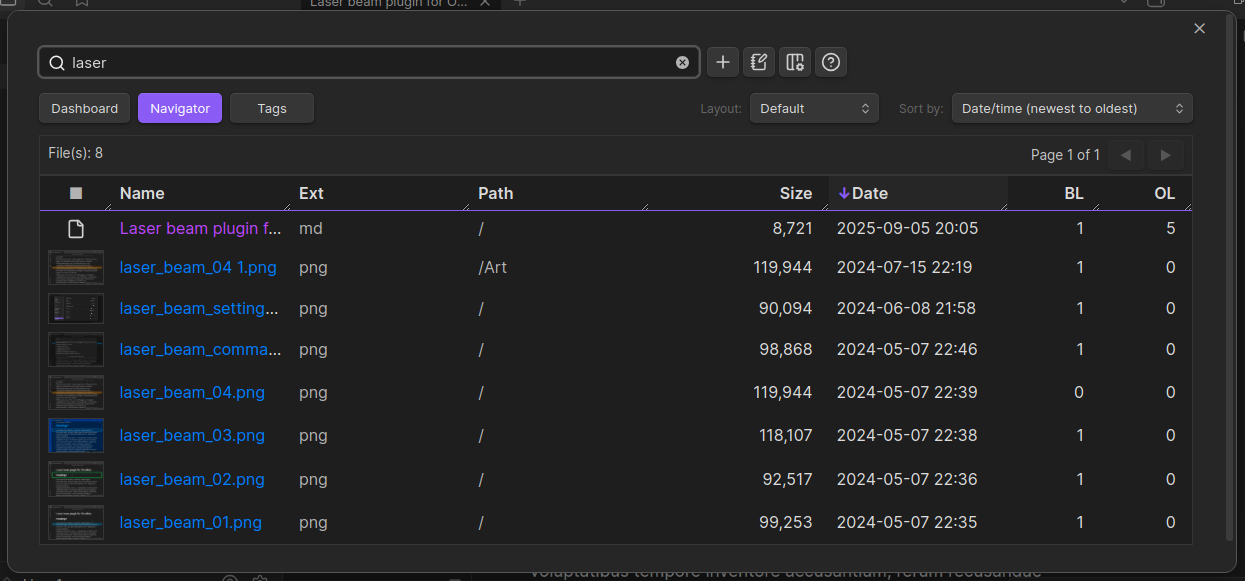 Laser beam plugin for O...
laser
Dashboard Navigator Tags Layout: Default Sort by: Date/time (newest to oldest)
File(s): 8 Page 1 of 1
Name Ext Path Size Date BL OL
Laser beam plugin f... md / 8,721 2025-09-05 20:05 1 5
laser_beam_04 1.png png /Art 119,944 2024-07-15 22:19 1 0
laser_beam_setting... png / 90,094 2024-06-08 21:58 1 0
laser_beam_comma... png / 98,868 2024-05-07 22:46 1 0
laser_beam_04.png png / 119,944 2024-05-07 22:39 0 0
laser_beam_03.png png / 118,107 2024-05-07 22:38 1 0
laser_beam_02.png png / 92,517 2024-05-07 22:36 1 0
laser_beam_01.png png / 99,253 2024-05-07 22:35 1 0
voluptatibus tempore inventore accusantium, rerum recusandae